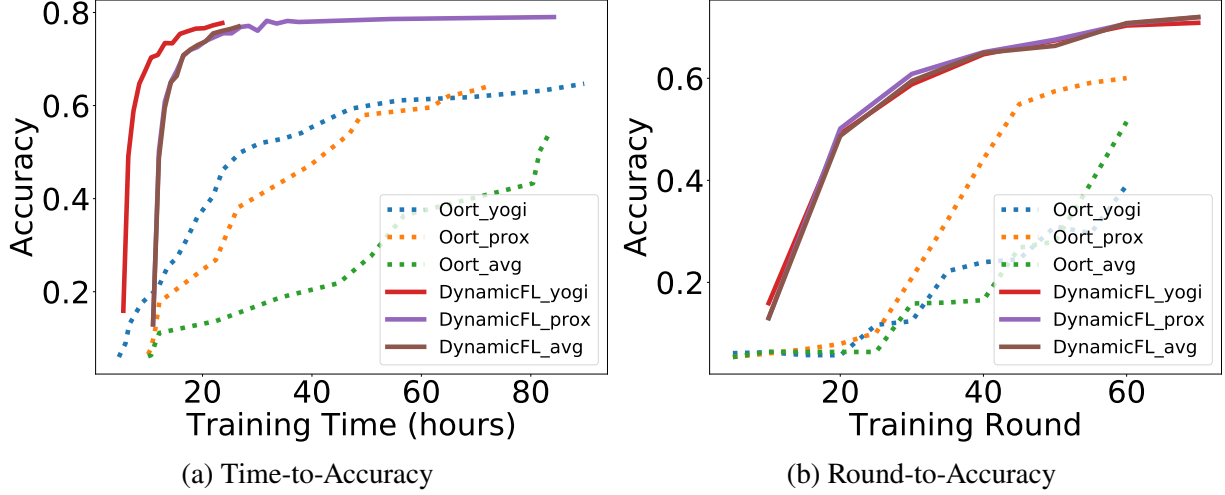 0.8
0.6
0.4
0.2
Accuracy
Oort_yogi
Oort_prox
Oort_avg
DynamicFL_yogi
DynamicFL_prox
DynamicFL_avg
20 40 60 80
Training Time (hours)
(a) Time-to-Accuracy
0.6
0.4
0.2
Accuracy
Oort_yogi
Oort_prox
Oort_avg
DynamicFL_yogi
DynamicFL_prox
DynamicFL_avg
20 40 60
Training Round
(b) Round-to-Accuracy